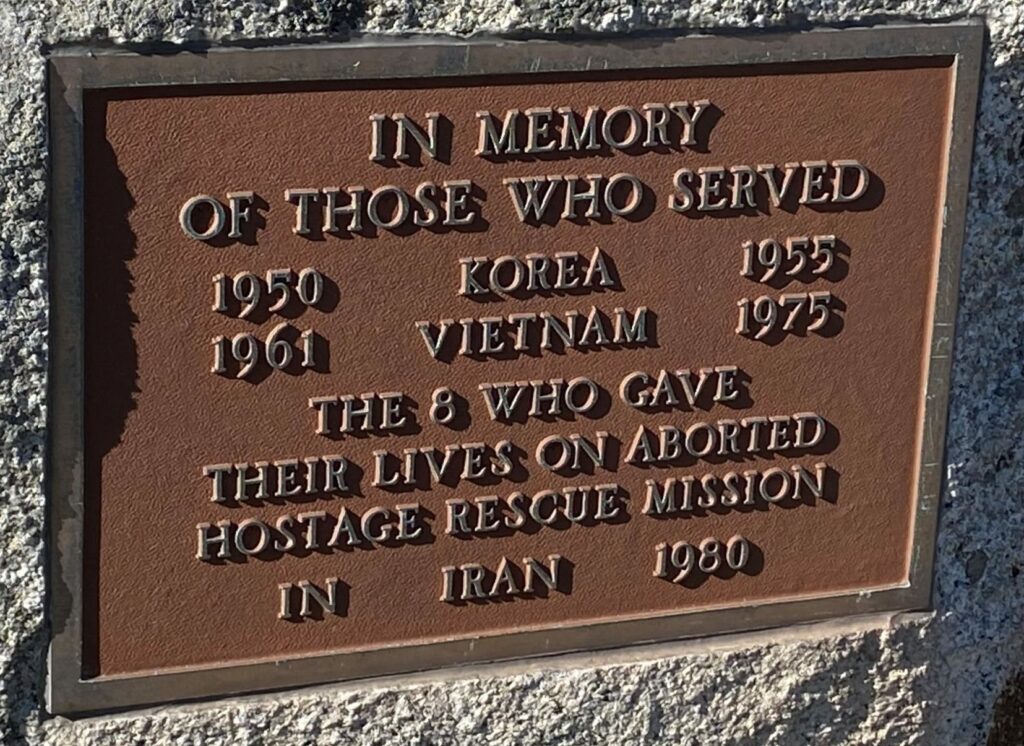 IN MEMORY
OF THOSE WHO SERVED
1950 KOREA 1955
1961 VIETNAM 1975
THE 8 WHO GAVE
THEIR LIVES ON ABORTED
HOSTAGE RESCUE MISSION
IN IRAN 1980